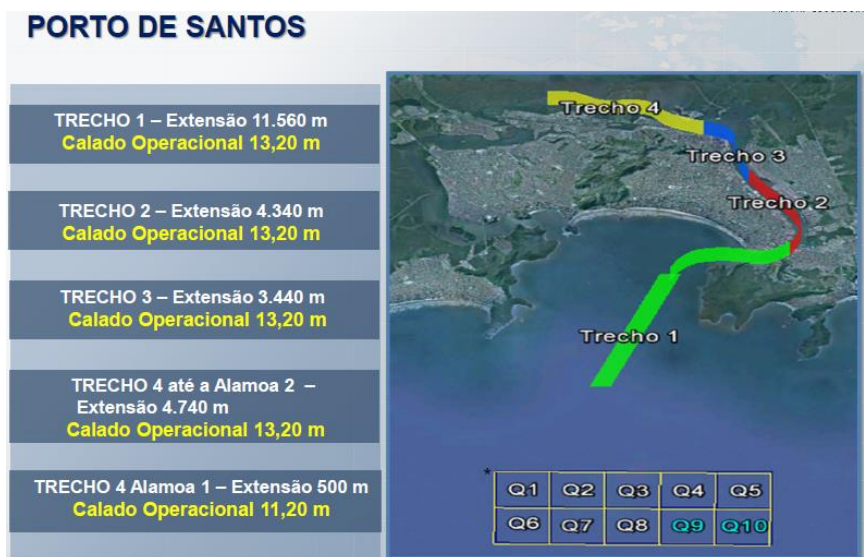 PORTO DE SANTOS
TRECHO 1 – Extensão 11.560 m
Calado Operacional 13,20 m
TRECHO 2 – Extensão 4.340 m
Calado Operacional 13,20 m
TRECHO 3 – Extensão 3.440 m
Calado Operacional 13,20 m
TRECHO 4 até a Alamoa 2 –
Extensão 4.740 m
Calado Operacional 13,20 m
TRECHO 4 Alamoa 1 – Extensão 500 m
Calado Operacional 11,20 m
Trecho 4
Trecho 3
Trecho 2
Trecho 1
*
Q1 Q2 Q3 Q4 Q5
Q6 Q7 Q8 Q9 Q10